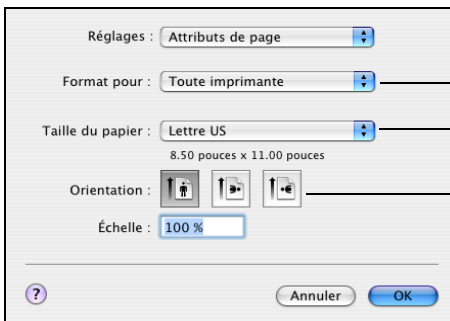 Réglages : Attributs de page
Format pour : Toute imprimante
Taille du papier : Lettre US
8.50 pouces x 11.00 pouces
Orientation :
Échelle : 100 %
? Annuler OK